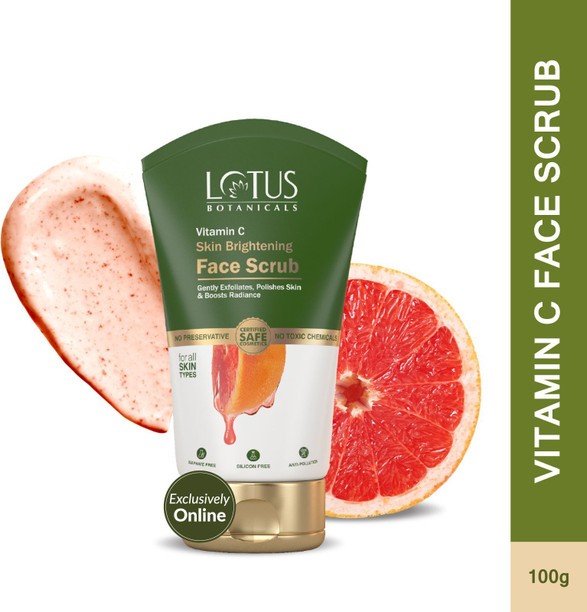 LOTUS
BOTANICALS
Vitamin C
Skin Brightening
Face Scrub
Gently Exfoliates, Polishes Skin
& Boosts Radiance
NO PRESERVATIVE
CERTIFIED
SAFE
COSMETICS
NO TOXIC CHEMICALS
for all
SKIN
TYPES
SULPHATE FREE
SILICON FREE
ANTI-POLLUTION
Exclusively
Online
VITAMIN C FACE SCRUB
100g